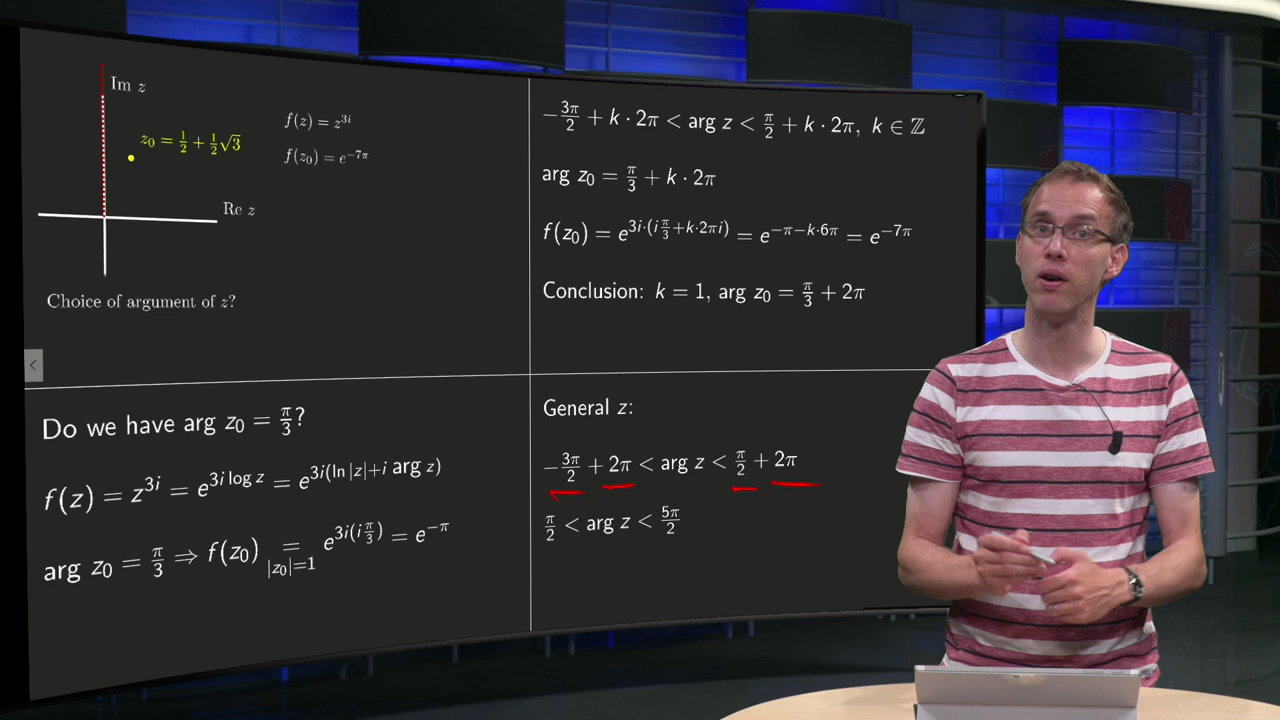 Im z
z₀ = ½ + ½√3
f(z) = z³ⁱ
f(z₀) = e^{−7π}
Re z
Choice of argument of z?
−3π/2 + k · 2π < arg z < π/2 + k · 2π, k ∈ ℤ
arg z₀ = π/3 + k · 2π
f(z₀) = e^{3i·(iπ/3+k·2πi)} = e^{−π−k·6π} = e^{−7π}
Conclusion: k = 1, arg z₀ = π/3 + 2π
<
Do we have arg z₀ = π/3?
f(z) = z³ⁱ = e^{3i log z} = e^{3i(ln |z|+i arg z)}
arg z₀ = π/3 ⇒ f(z₀) =_{|z₀|=1} e^{3i(iπ/3)} = e^{−π}
General z:
−3π/2 + 2π < arg z < π/2 + 2π
π/2 < arg z < 5π/2